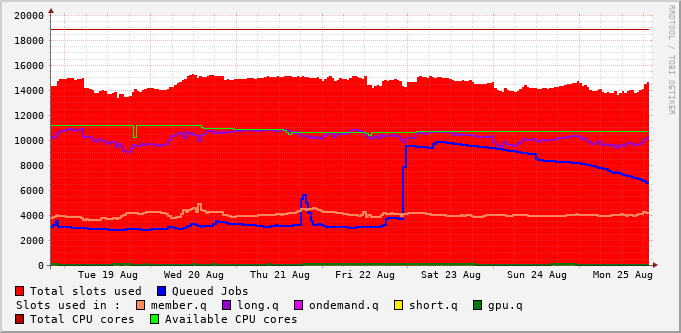 20000
18000
16000
14000
12000
10000
8000
6000
4000
2000
0
Tue 19 Aug Wed 20 Aug Thu 21 Aug Fri 22 Aug Sat 23 Aug Sun 24 Aug Mon 25 Aug
Total slots used Queued Jobs
Slots used in : member.q long.q ondemand.q short.q gpu.q
Total CPU cores Available CPU cores
RRDTOOL / TOBI OETIKER